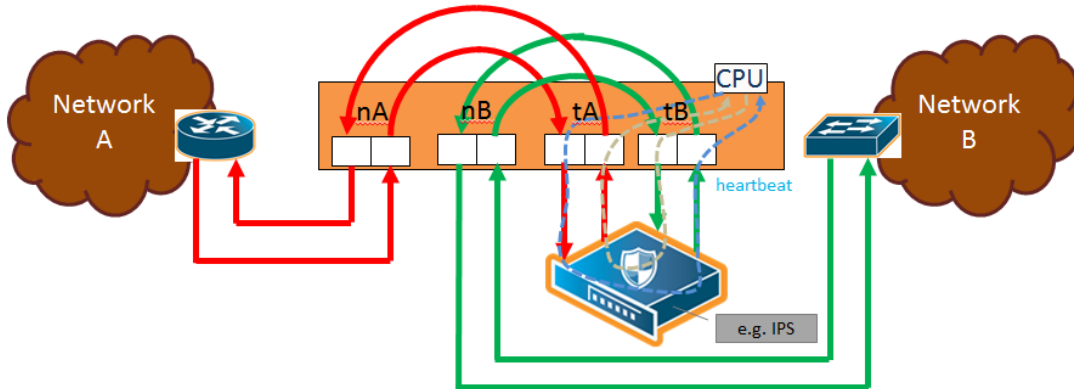 CPU
Network
A
nA
nB
tA
tB
Network
B
heartbeat
e.g. IPS